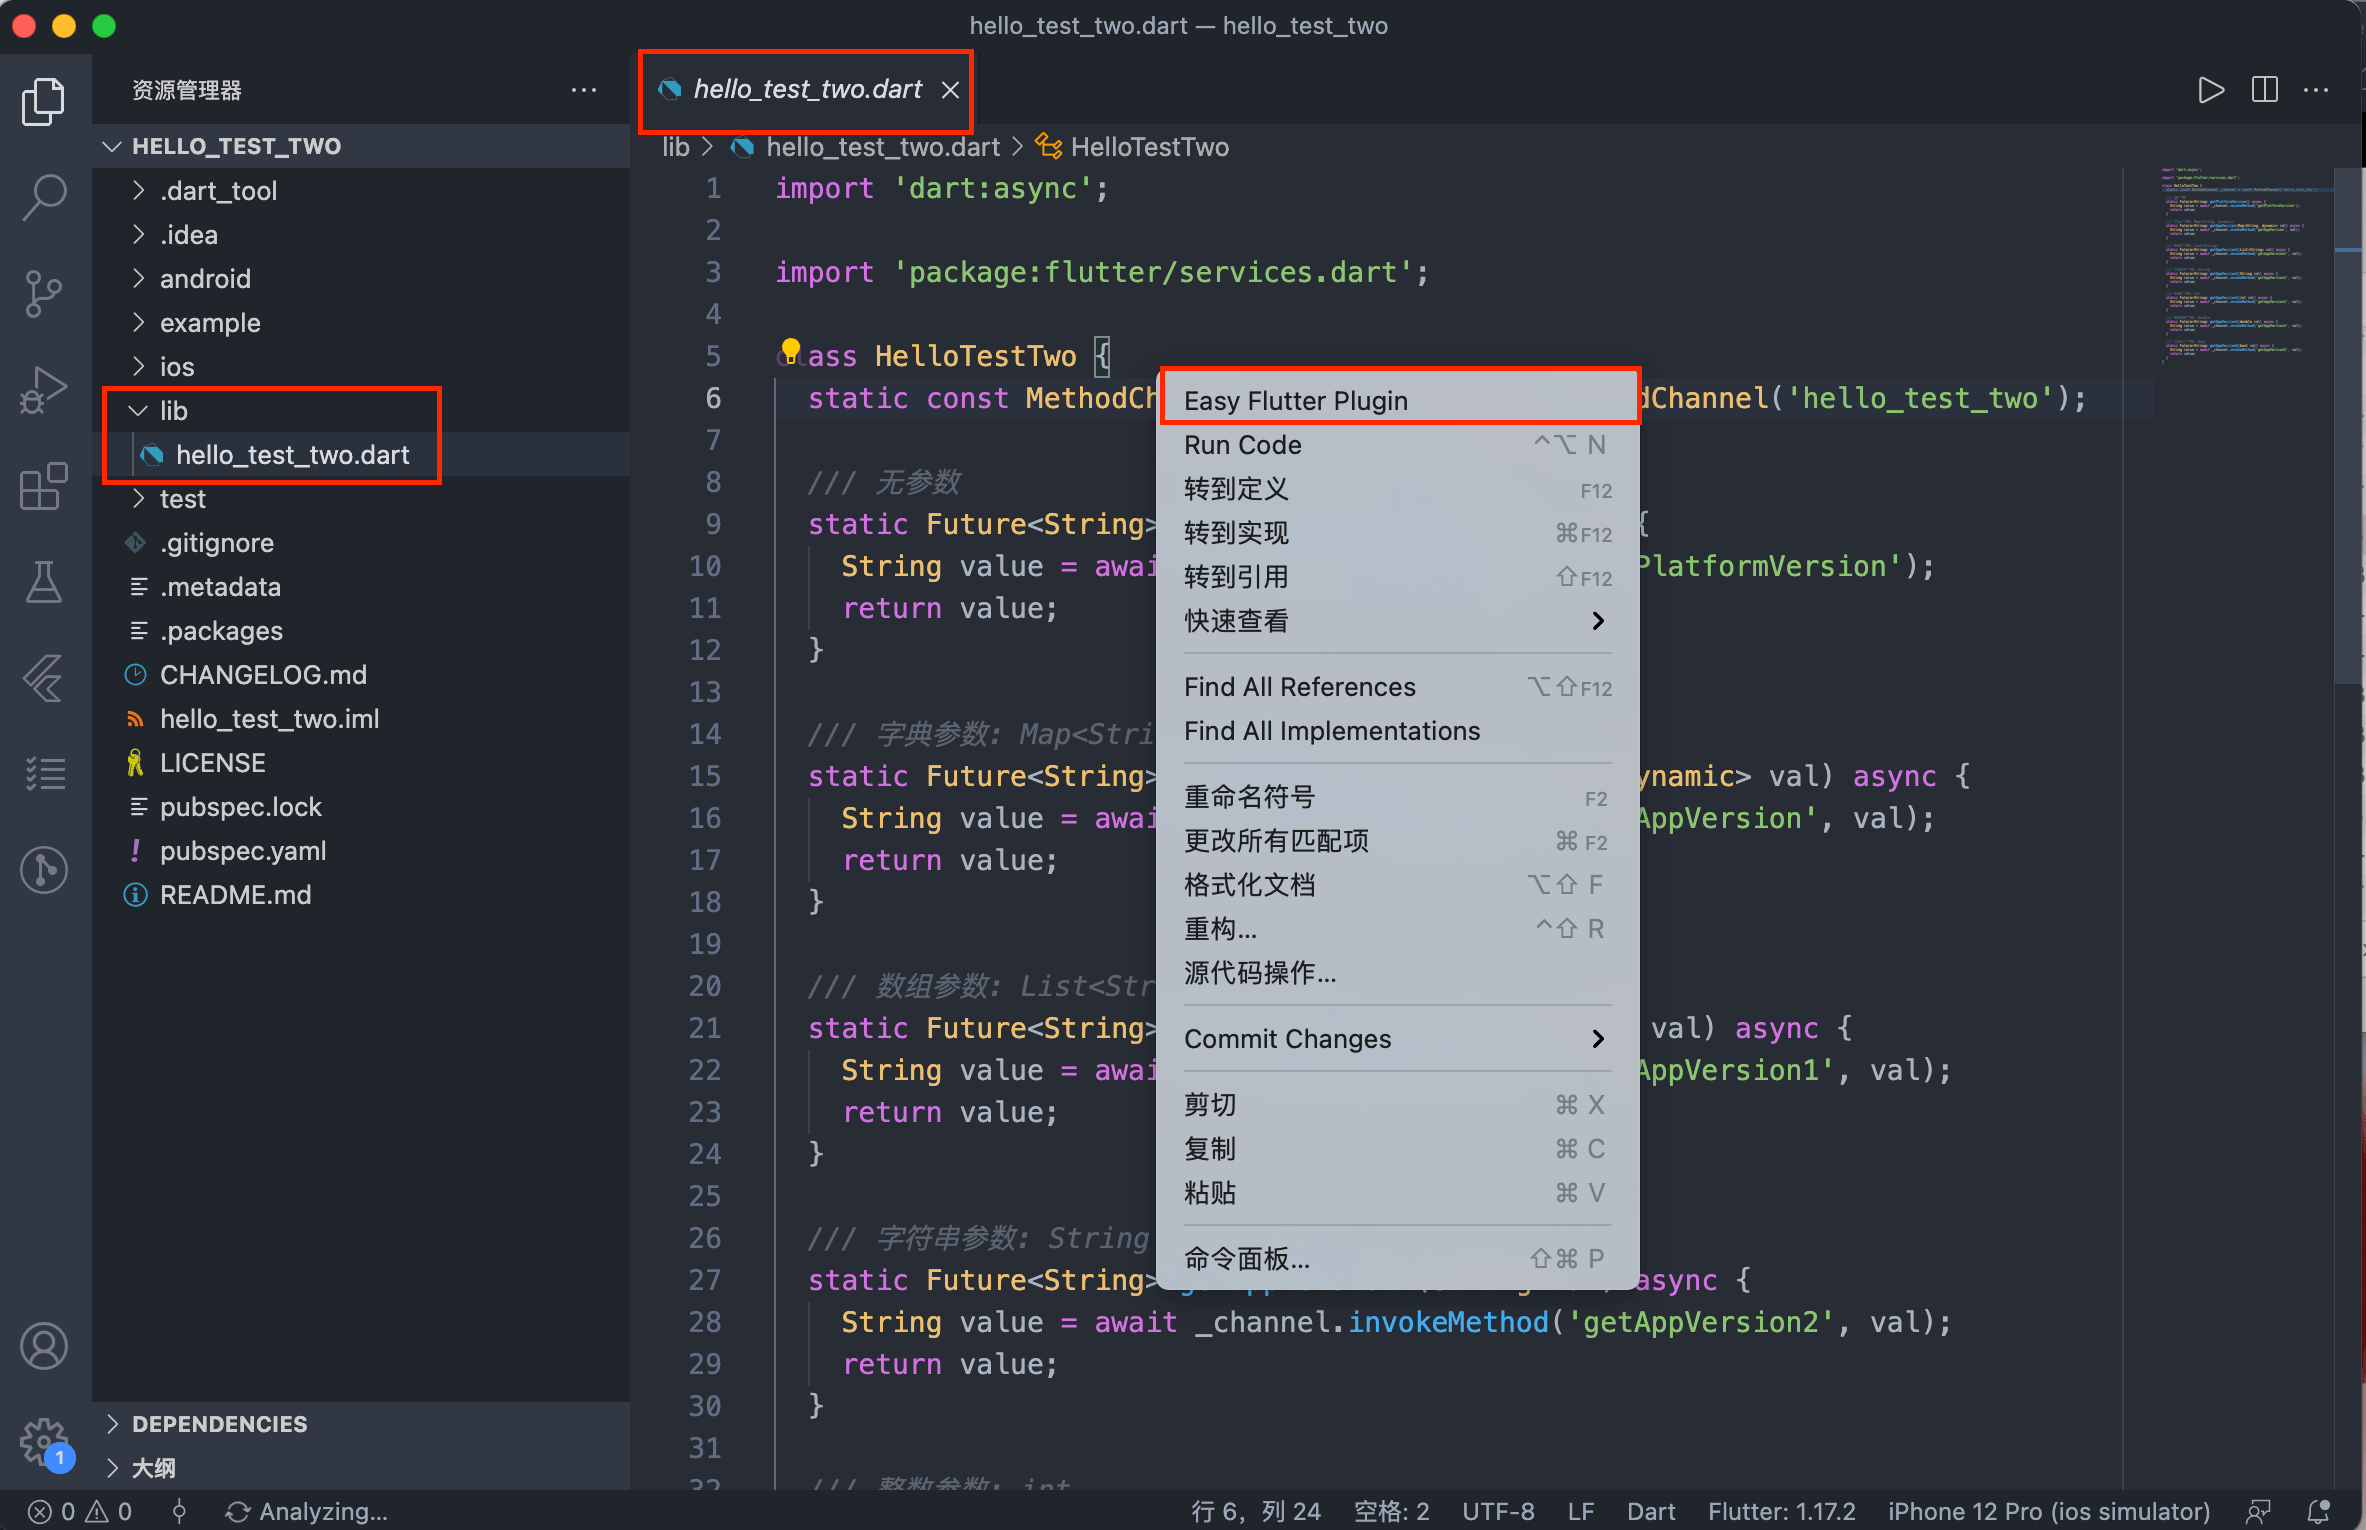 hello_test_two.dart — hello_test_two
资源管理器
HELLO_TEST_TWO
.dart_tool
.idea
android
example
ios
lib
hello_test_two.dart
test
.gitignore
.metadata
.packages
CHANGELOG.md
hello_test_two.iml
LICENSE
pubspec.lock
pubspec.yaml
README.md
DEPENDENCIES
大纲
1
hello_test_two.dart
lib > hello_test_two.dart > HelloTestTwo
1 import 'dart:async';
2
3 import 'package:flutter/services.dart';
4
5 class HelloTestTwo {
6 static const MethodCh dChannel('hello_test_two');
7
8 /// 无参数
9 static Future<String> {
10 String value = awai PlatformVersion');
11 return value;
12 }
13
14 /// 字典参数: Map<Stri
15 static Future<String> ynamic> val) async {
16 String value = awai AppVersion', val);
17 return value;
18 }
19
20 /// 数组参数: List<Str
21 static Future<String> val) async {
22 String value = awai AppVersion1', val);
23 return value;
24 }
25
26 /// 字符串参数: String
27 static Future<String> async {
28 String value = await _channel.invokeMethod('getAppVersion2', val);
29 return value;
30 }
31
32 /// 整数参数: int
Easy Flutter Plugin
Run Code ^⌥ N
转到定义 F12
转到实现 ⌘F12
转到引用 ⇧F12
快速查看
Find All References ⌥⇧F12
Find All Implementations
重命名符号 F2
更改所有匹配项 ⌘ F2
格式化文档 ⌥⇧ F
重构... ^⇧ R
源代码操作...
Commit Changes
剪切 ⌘ X
复制 ⌘ C
粘贴 ⌘ V
命令面板... ⇧⌘ P
0 0 Analyzing... 行 6，列 24 空格: 2 UTF-8 LF Dart Flutter: 1.17.2 iPhone 12 Pro (ios simulator)